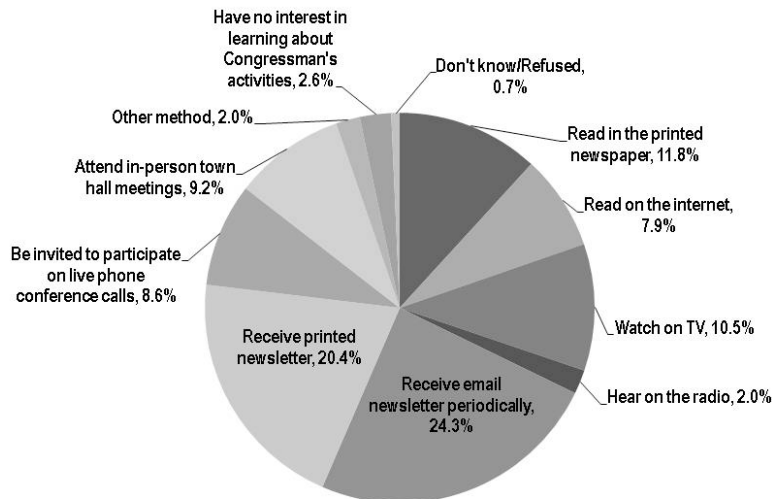 Have no interest in
learning about
Congressman's
activities, 2.6%
Don't know/Refused,
0.7%
Other method, 2.0%
Read in the printed
newspaper, 11.8%
Attend in-person town
hall meetings, 9.2%
Read on the internet,
7.9%
Be invited to participate
on live phone
conference calls, 8.6%
Watch on TV, 10.5%
Receive printed
newsletter, 20.4%
Hear on the radio, 2.0%
Receive email
newsletter periodically,
24.3%